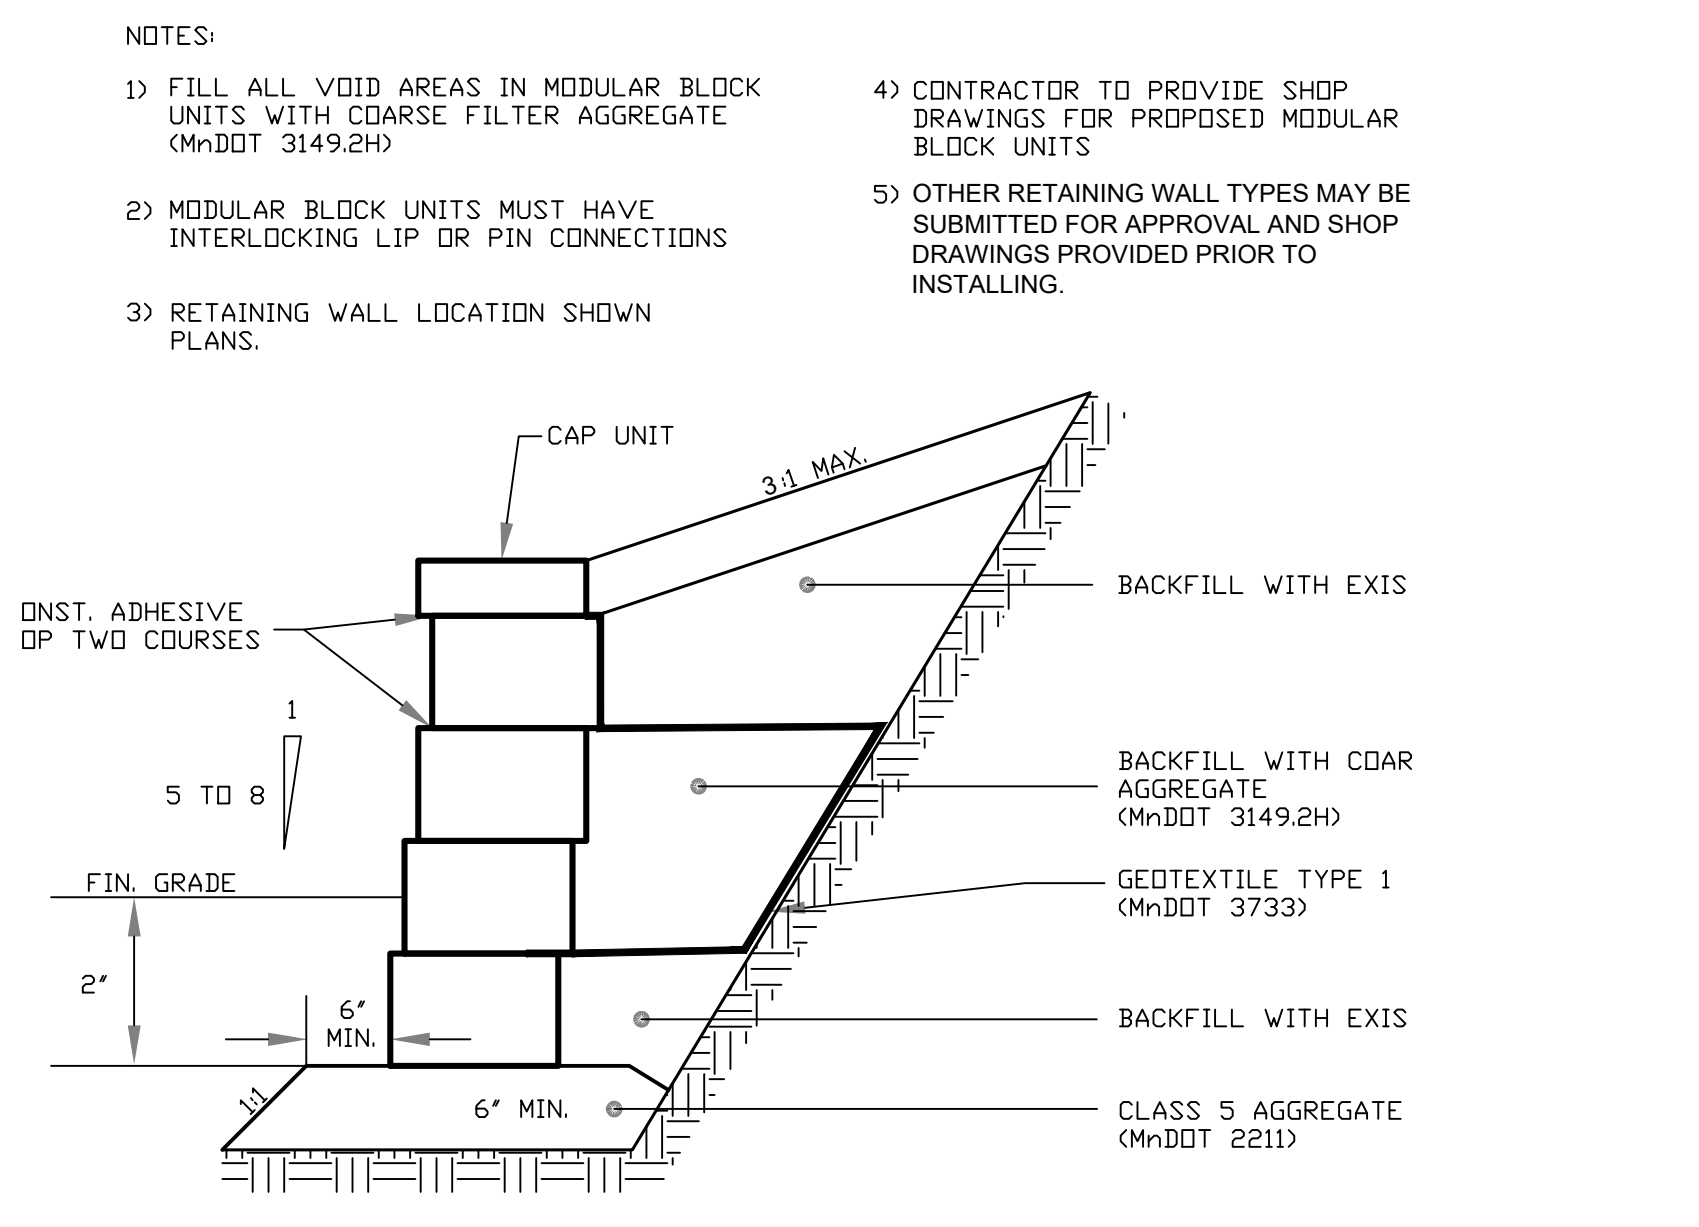 NOTES:
1) FILL ALL VOID AREAS IN MODULAR BLOCK
UNITS WITH COARSE FILTER AGGREGATE
(MnDOT 3149.2H)
2) MODULAR BLOCK UNITS MUST HAVE
INTERLOCKING LIP OR PIN CONNECTIONS
3) RETAINING WALL LOCATION SHOWN
PLANS.
4) CONTRACTOR TO PROVIDE SHOP
DRAWINGS FOR PROPOSED MODULAR
BLOCK UNITS
5) OTHER RETAINING WALL TYPES MAY BE
SUBMITTED FOR APPROVAL AND SHOP
DRAWINGS PROVIDED PRIOR TO
INSTALLING.
CAP UNIT
3:1 MAX.
BACKFILL WITH EXIS
ONST. ADHESIVE
OP TWO COURSES
1
5 TO 8
BACKFILL WITH COAR
AGGREGATE
(MnDOT 3149.2H)
FIN. GRADE
GEOTEXTILE TYPE 1
(MnDOT 3733)
2"
6"
MIN.
BACKFILL WITH EXIS
1:1
6" MIN.
CLASS 5 AGGREGATE
(MnDOT 2211)